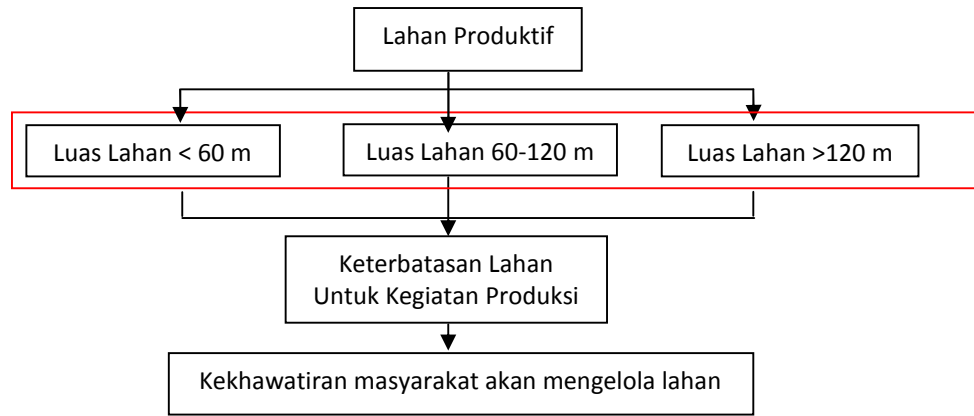 Lahan Produktif
Luas Lahan < 60 m
Luas Lahan 60-120 m
Luas Lahan >120 m
Keterbatasan Lahan
Untuk Kegiatan Produksi
Kekhawatiran masyarakat akan mengelola lahan